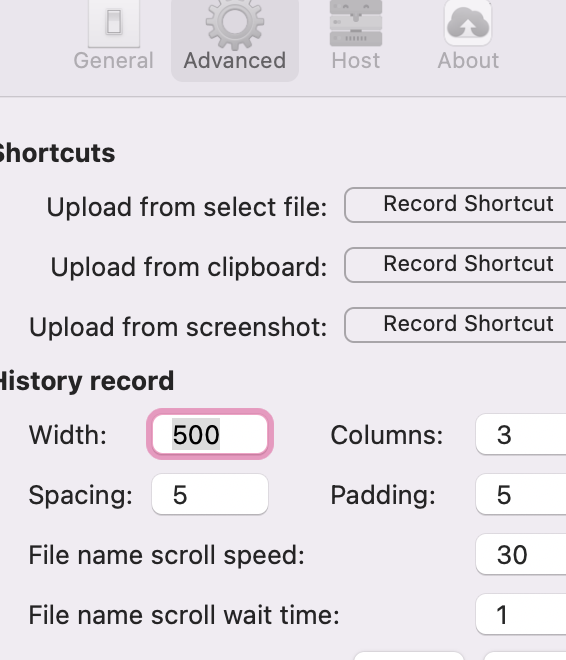 General Advanced Host About
Shortcuts
Upload from select file: Record Shortcut
Upload from clipboard: Record Shortcut
Upload from screenshot: Record Shortcut
History record
Width: 500 Columns: 3
Spacing: 5 Padding: 5
File name scroll speed: 30
File name scroll wait time: 1